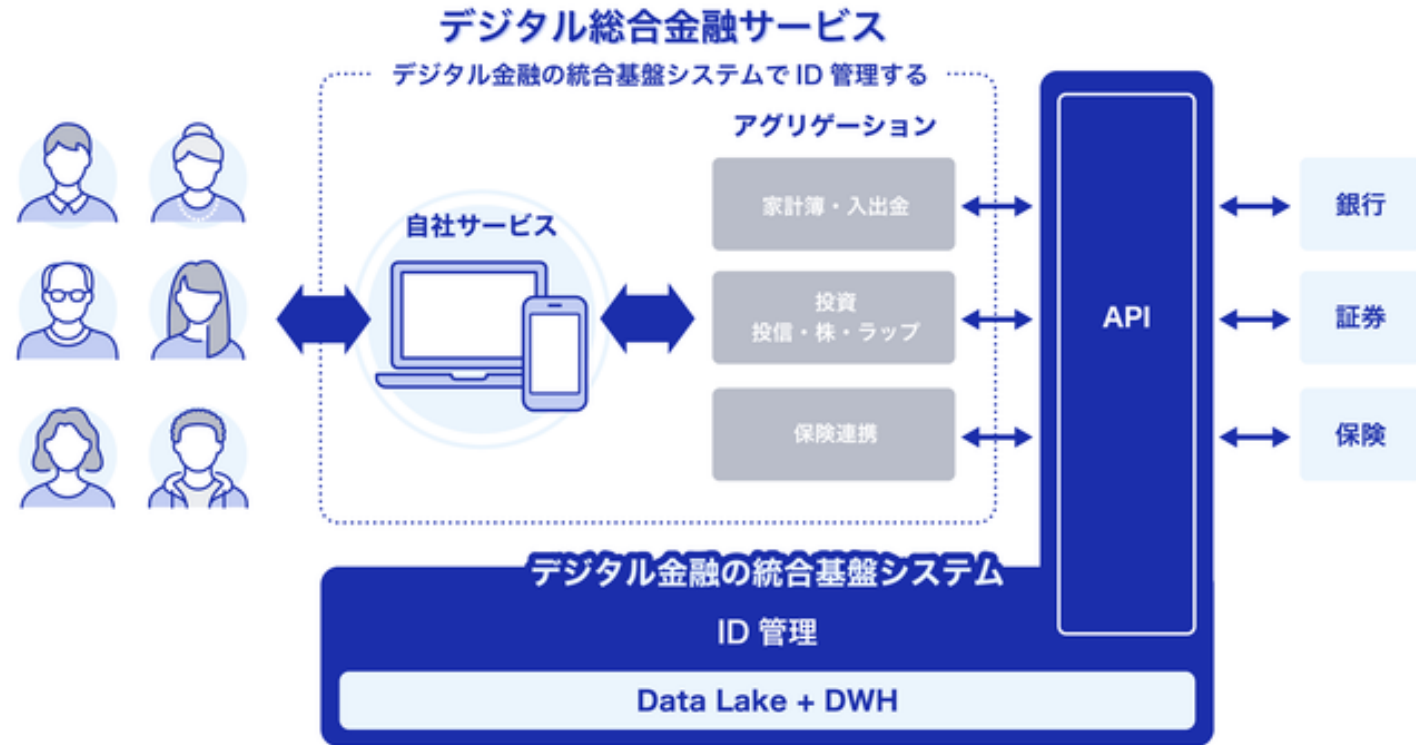 デジタル総合金融サービス
デジタル金融の統合基盤システムで ID 管理する
アグリゲーション
自社サービス
家計簿・入出金
投資
投信・株・ラップ
保険連携
API
銀行
証券
保険
デジタル金融の統合基盤システム
ID 管理
Data Lake + DWH